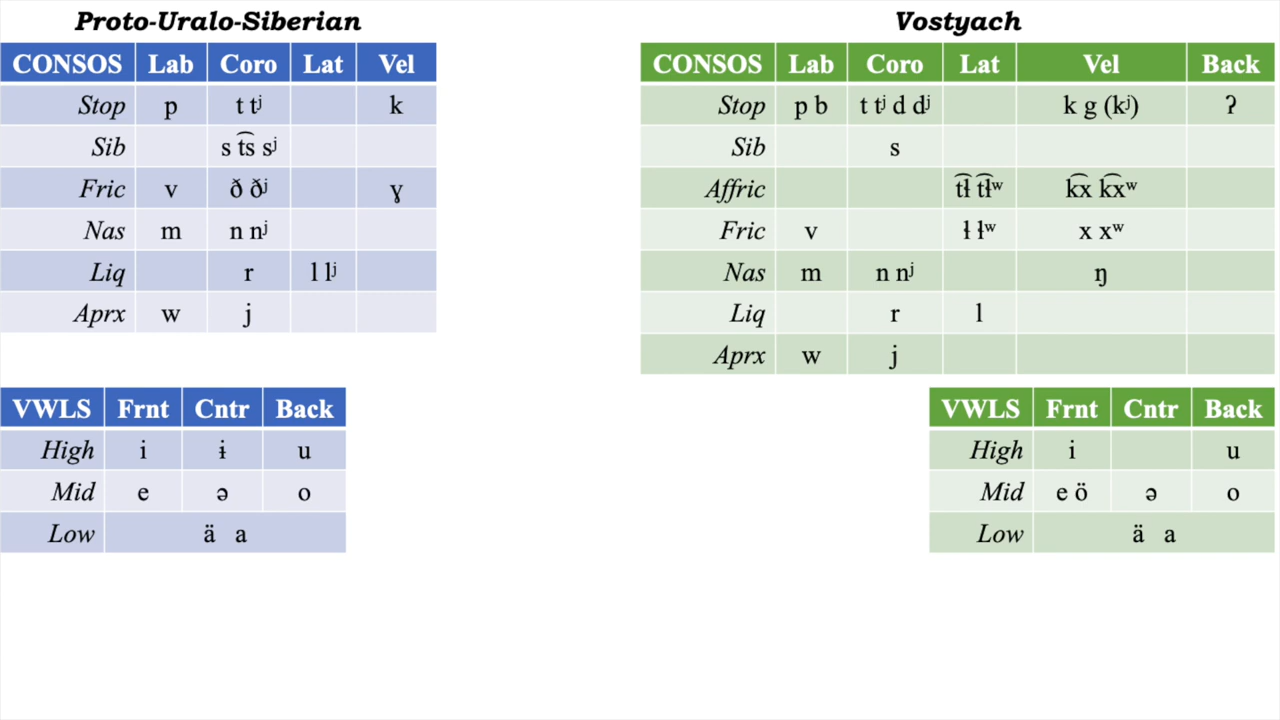 Proto-Uralo-Siberian
CONSOS Lab Coro Lat Vel
Stop p t tʲ k
Sib s t͡s sʲ
Fric v ð ðʲ ɣ
Nas m n nʲ
Liq r l lʲ
Aprx w j
VWLS Frnt Cntr Back
High i ɨ u
Mid e ə o
Low ä a
Vostyach
CONSOS Lab Coro Lat Vel Back
Stop p b t tʲ d dʲ k g (kʲ) ʔ
Sib s
Affric t͡ɫ t͡ɫʷ k͡x k͡xʷ
Fric v ɫ ɫʷ x xʷ
Nas m n nʲ ŋ
Liq r l
Aprx w j
VWLS Frnt Cntr Back
High i u
Mid e ö ə o
Low ä a